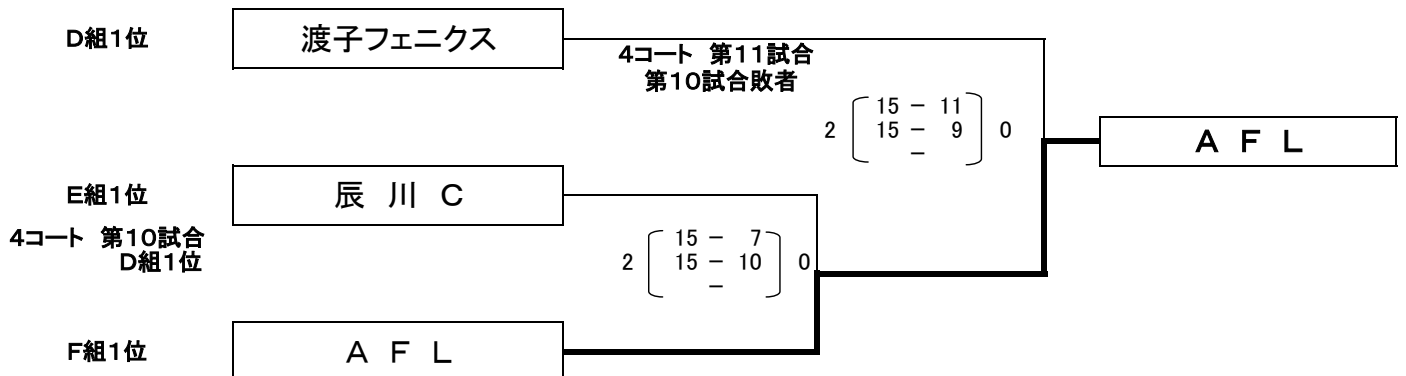 D組1位
渡子フェニクス
4コート 第11試合
第10試合敗者
15 － 11
2 15 － 9 0
－
A F L
E組1位
辰 川 C
4コート 第10試合
D組1位
15 － 7
2 15 － 10 0
－
F組1位
A F L